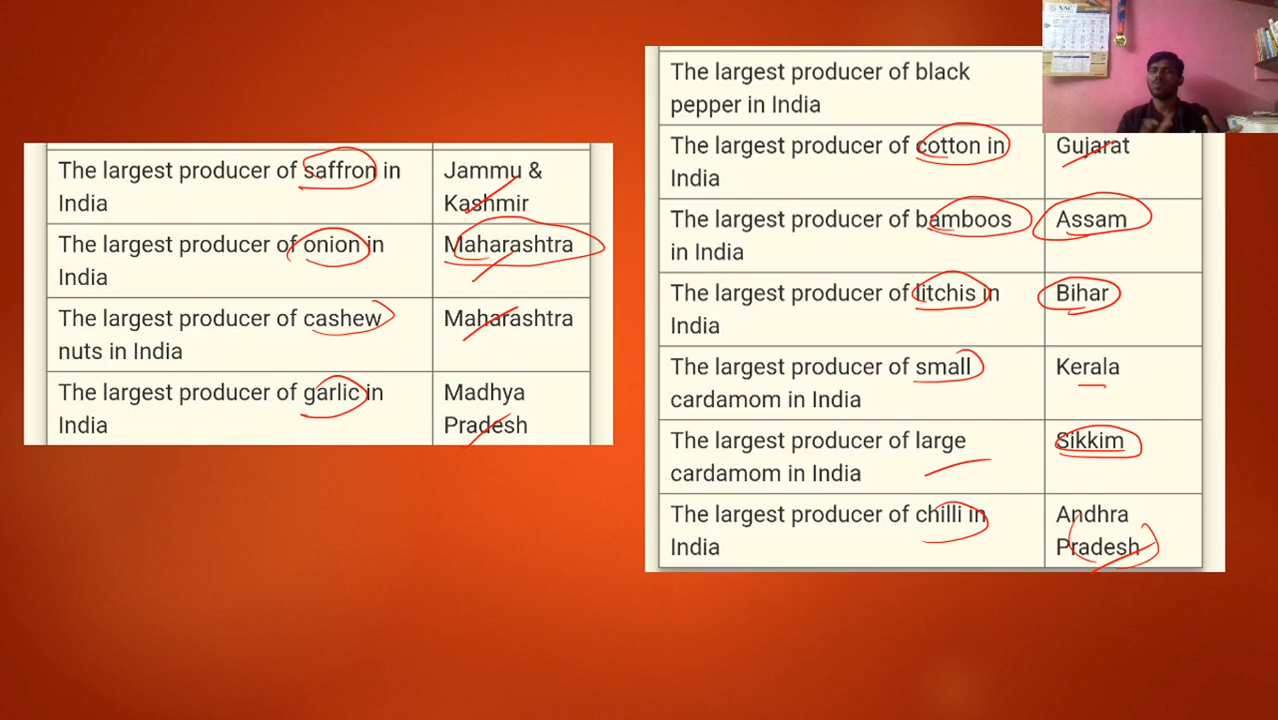 The largest producer of saffron in
India
Jammu &
Kashmir
The largest producer of onion in
India
Maharashtra
The largest producer of cashew
nuts in India
Maharashtra
The largest producer of garlic in
India
Madhya
Pradesh
The largest producer of black
pepper in India
The largest producer of cotton in
India
Gujarat
The largest producer of bamboos
in India
Assam
The largest producer of litchis in
India
Bihar
The largest producer of small
cardamom in India
Kerala
The largest producer of large
cardamom in India
Sikkim
The largest producer of chilli in
India
Andhra
Pradesh